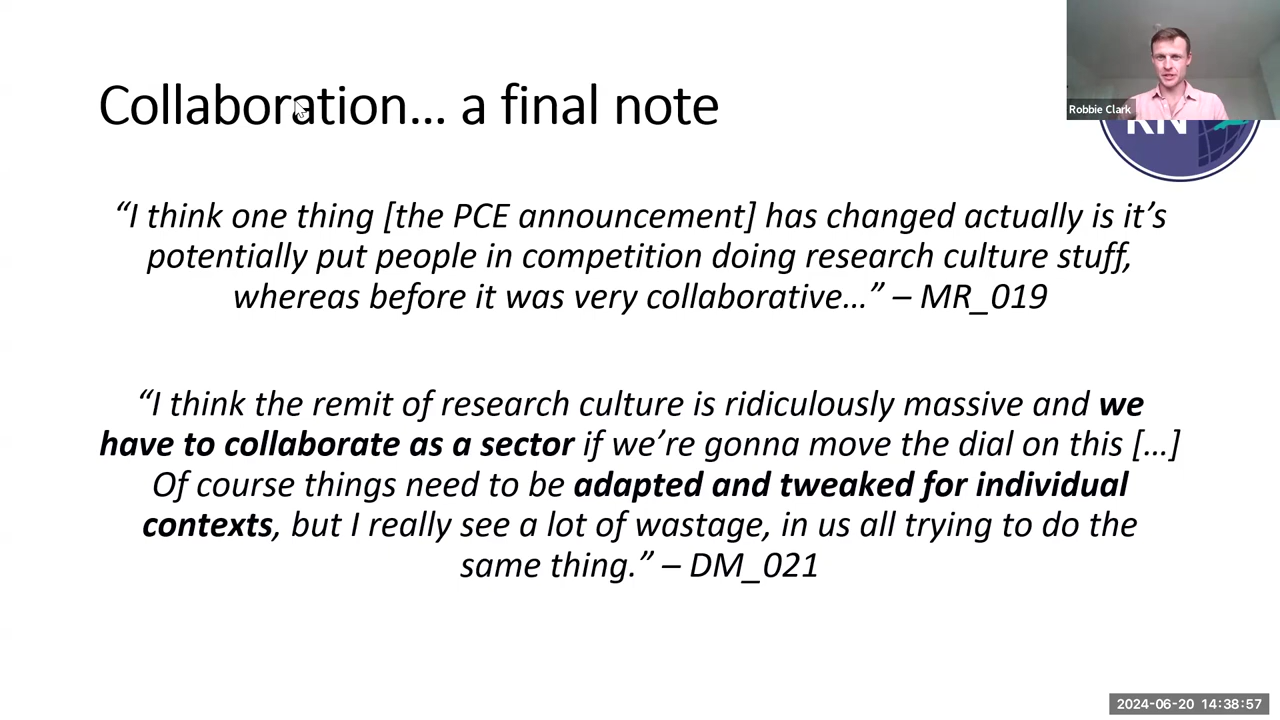 Collaboration… a final note
Robbie Clark
RN
“I think one thing [the PCE announcement] has changed actually is it’s
potentially put people in competition doing research culture stuff,
whereas before it was very collaborative…” – MR_019
“I think the remit of research culture is ridiculously massive and we
have to collaborate as a sector if we’re gonna move the dial on this […]
Of course things need to be adapted and tweaked for individual
contexts, but I really see a lot of wastage, in us all trying to do the
same thing.” – DM_021
2024-06-20 14:38:57